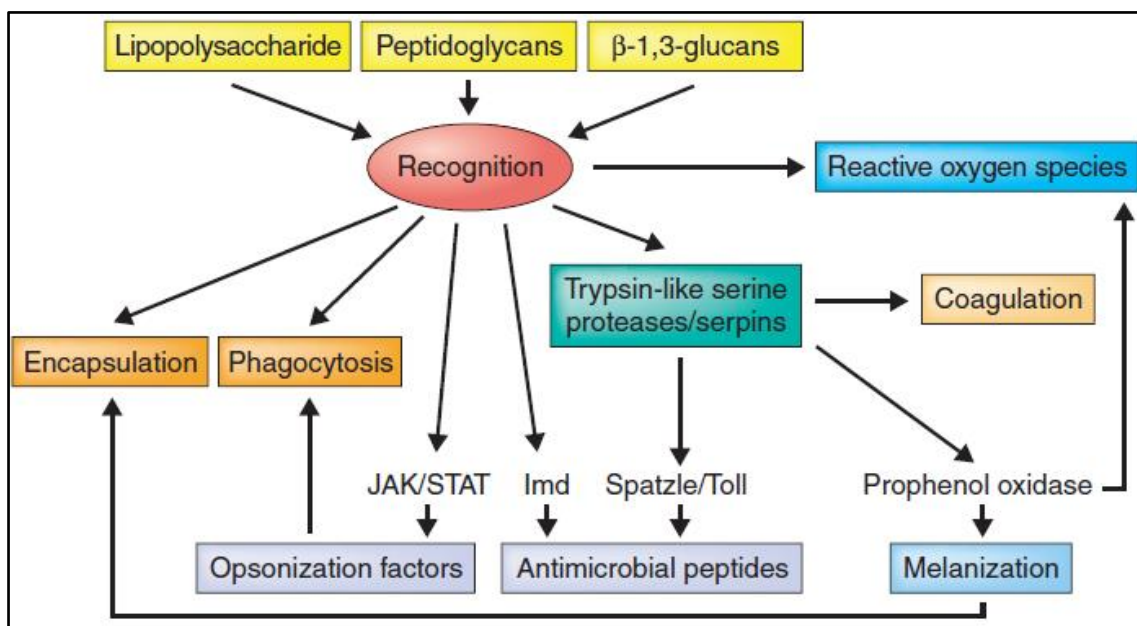 Lipopolysaccharide
Peptidoglycans
β-1,3-glucans
Recognition
Reactive oxygen species
Trypsin-like serine
proteases/serpins
Coagulation
Encapsulation
Phagocytosis
JAK/STAT
Imd
Spatzle/Toll
Prophenol oxidase
Opsonization factors
Antimicrobial peptides
Melanization